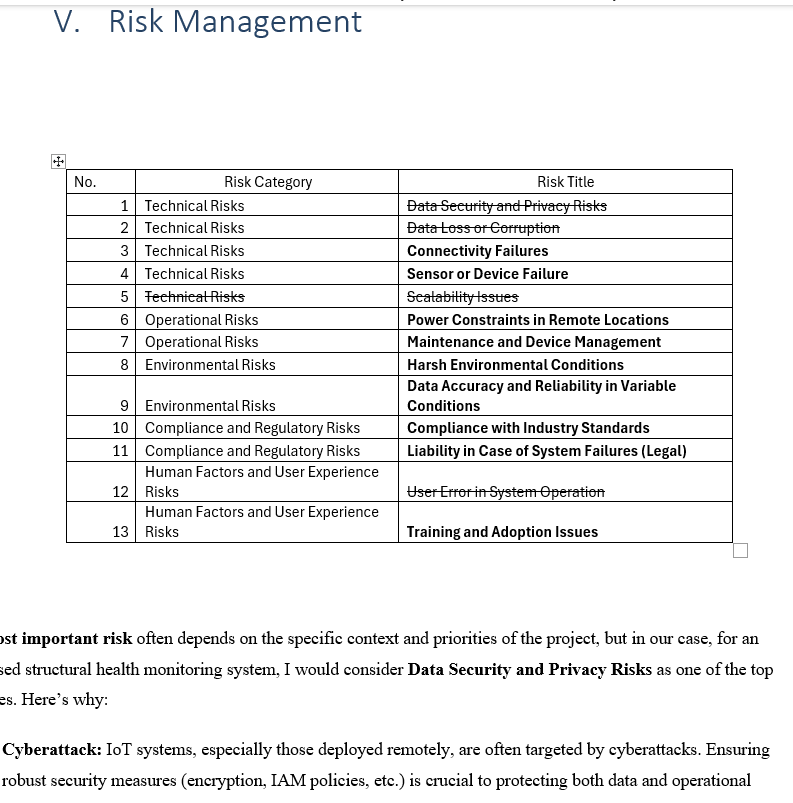 V. Risk Management
No. Risk Category Risk Title
1 Technical Risks Data Security and Privacy Risks
2 Technical Risks Data Loss or Corruption
3 Technical Risks Connectivity Failures
4 Technical Risks Sensor or Device Failure
5 Technical Risks Scalability Issues
6 Operational Risks Power Constraints in Remote Locations
7 Operational Risks Maintenance and Device Management
8 Environmental Risks Harsh Environmental Conditions
Data Accuracy and Reliability in Variable
9 Environmental Risks Conditions
10 Compliance and Regulatory Risks Compliance with Industry Standards
11 Compliance and Regulatory Risks Liability in Case of System Failures (Legal)
Human Factors and User Experience
12 Risks User Error in System Operation
Human Factors and User Experience
13 Risks Training and Adoption Issues
ost important risk often depends on the specific context and priorities of the project, but in our case, for an
sed structural health monitoring system, I would consider Data Security and Privacy Risks as one of the top
es. Here’s why:
Cyberattack: IoT systems, especially those deployed remotely, are often targeted by cyberattacks. Ensuring
robust security measures (encryption, IAM policies, etc.) is crucial to protecting both data and operational